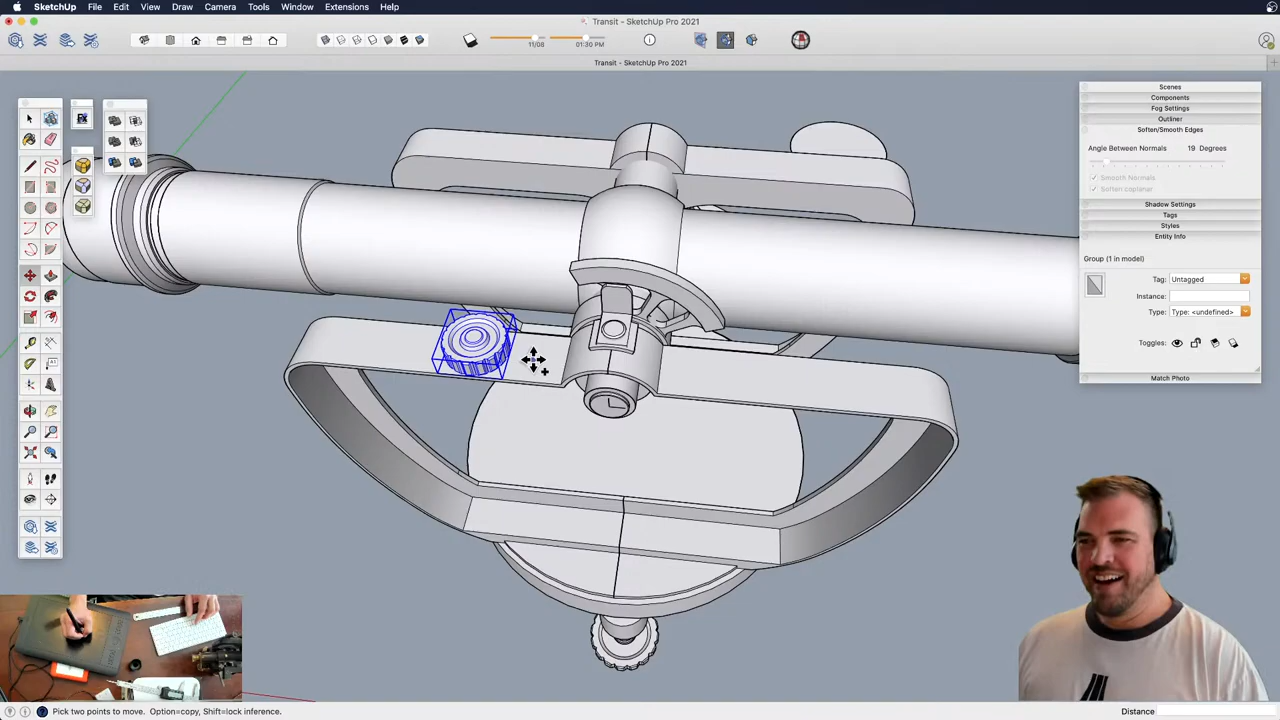 SketchUp File Edit View Draw Camera Tools Window Extensions Help
Transit - SketchUp Pro 2021
11/08 01:30 PM
Transit - SketchUp Pro 2021
Scenes
Components
Fog Settings
Outliner
Soften/Smooth Edges
Angle Between Normals 19 Degrees
Smooth Normals
Soften coplanar
Shadow Settings
Tags
Styles
Entity Info
Group (1 in model)
Tag: Untagged
Instance:
Type: Type: <undefined>
Toggles:
Match Photo
Pick two points to move. Option=copy, Shift=lock inference.
Distance